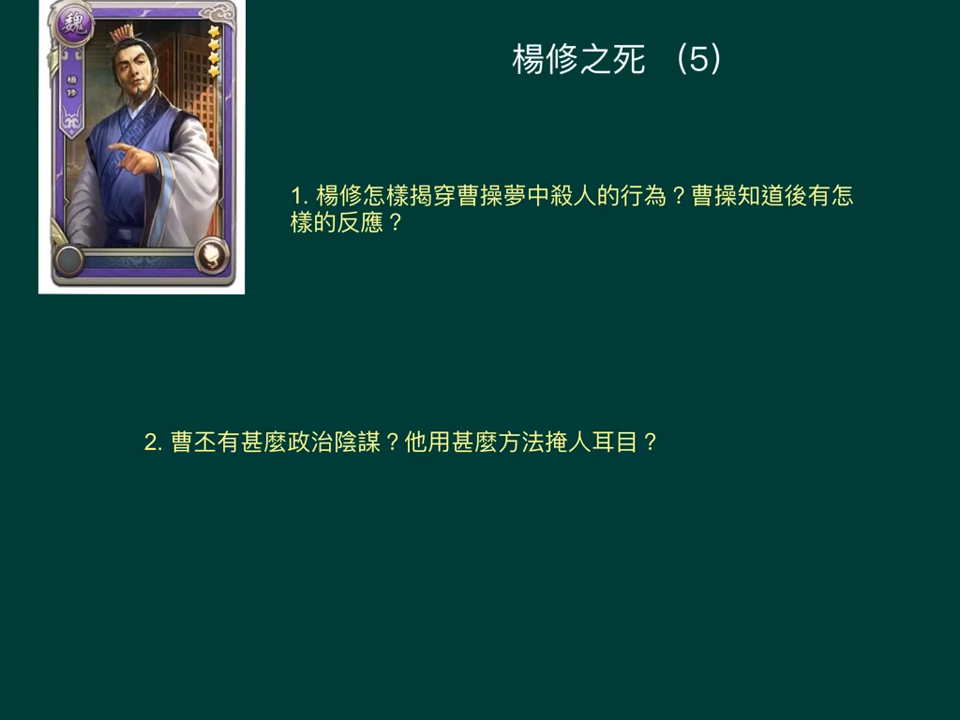 魏
楊修
楊修之死 （5）
1. 楊修怎樣揭穿曹操夢中殺人的行為？曹操知道後有怎
樣的反應？
2. 曹丕有甚麼政治陰謀？他用甚麼方法掩人耳目？